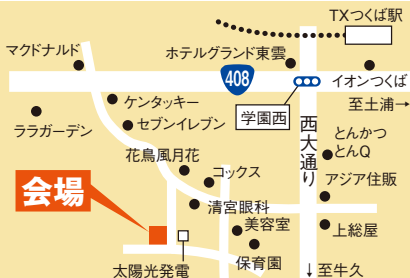 TXつくば駅
マクドナルド
ホテルグランド東雲
408
イオンつくば
ケンタッキー
学園西
至土浦→
ララガーデン
セブンイレブン
西大通り
とんかつ
とんQ
花鳥風月花
コックス
アジア住販
会場
清宮眼科
美容室
上総屋
保育園
太陽光発電
↓至牛久